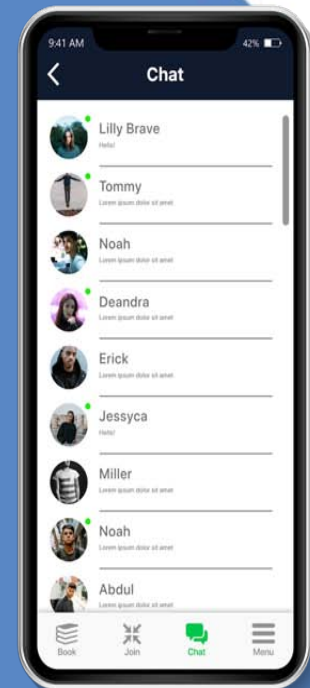 9:41 AM
42%
Chat
Lilly Brave
Hello!
Tommy
Lorem ipsum dolor sit amet
Noah
Lorem ipsum dolor sit amet
Deandra
Lorem ipsum dolor sit amet
Erick
Lorem ipsum dolor sit amet
Jessyca
Hello!
Miller
Lorem ipsum dolor sit amet
Noah
Lorem ipsum dolor sit amet
Abdul
Lorem ipsum dolor sit amet
Book
Join
Chat
Menu